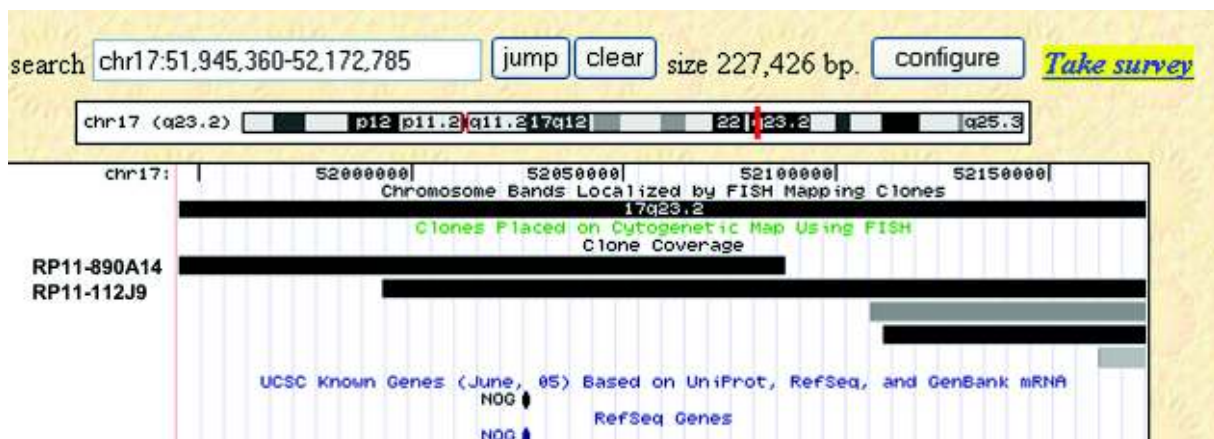 search chr17:51,945,360-52,172,785 jump clear size 227,426 bp. configure Take survey
chr17 (q23.2) p12 p11.2 q11.2 17q12 22 q23.2 q25.3
chr17: 52000000 52050000 52100000 52150000
Chromosome Bands Localized by FISH Mapping Clones
17q23.2
Clones Placed on Cytogenetic Map Using FISH
Clone Coverage
RP11-890A14
RP11-112J9
UCSC Known Genes (June, 05) Based on UniProt, RefSeq, and GenBank mRNA
NOG
RefSeq Genes
NOG